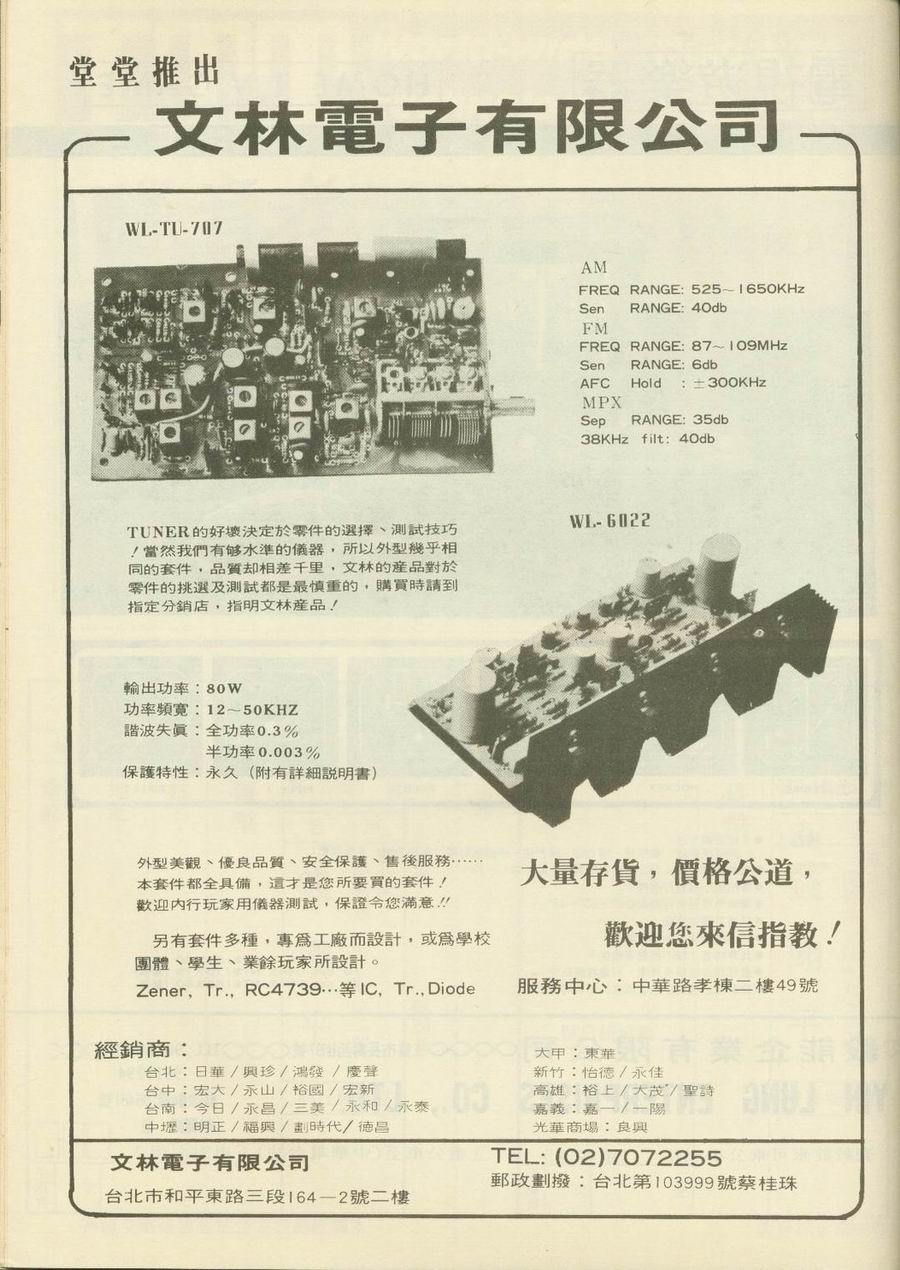 堂堂推出
文林電子有限公司
WL-TU-707
AM
FREQ RANGE: 525~1650KHz
Sen RANGE: 40db
FM
FREQ RANGE: 87~109MHz
Sen RANGE: 6db
AFC Hold : ±300KHz
MPX
Sep RANGE: 35db
38KHz filt: 40db
TUNER的好壞決定於零件的選擇、測試技巧
！當然我們有够水準的儀器，所以外型幾乎相
同的套件，品質却相差千里，文林的産品對於
零件的挑選及測試都是最慎重的，購買時請到
指定分銷店，指明文林産品！
WL-6022
輸出功率：80W
功率頻寬：12~50KHZ
諧波失眞：全功率0.3%
半功率0.003%
保護特性：永久（附有詳細説明書）
外型美觀、優良品質、安全保護、售後服務……
本套件都全具備，這才是您所要買的套件！
歡迎内行玩家用儀器測試，保證令您滿意！！
另有套件多種，專爲工廠而設計，或爲學校
團體、學生、業餘玩家所設計。
Zener, Tr., RC4739…等IC, Tr., Diode
大量存貨，價格公道，
歡迎您來信指教！
服務中心：中華路孝棟二樓49號
經銷商：
台北：日華/興珍/鴻發/慶聲
台中：宏大/永山/裕國/宏新
台南：今日/永昌/三美/永和/永泰
中壢：明正/福興/劃時代/德昌
大甲：東華
新竹：怡德/永佳
高雄：裕上/大茂/聖詩
嘉義：嘉一/一陽
光華商場：良興
文林電子有限公司
台北市和平東路三段164—2號二樓
TEL: (02)7072255
郵政劃撥：台北第103999號蔡桂珠